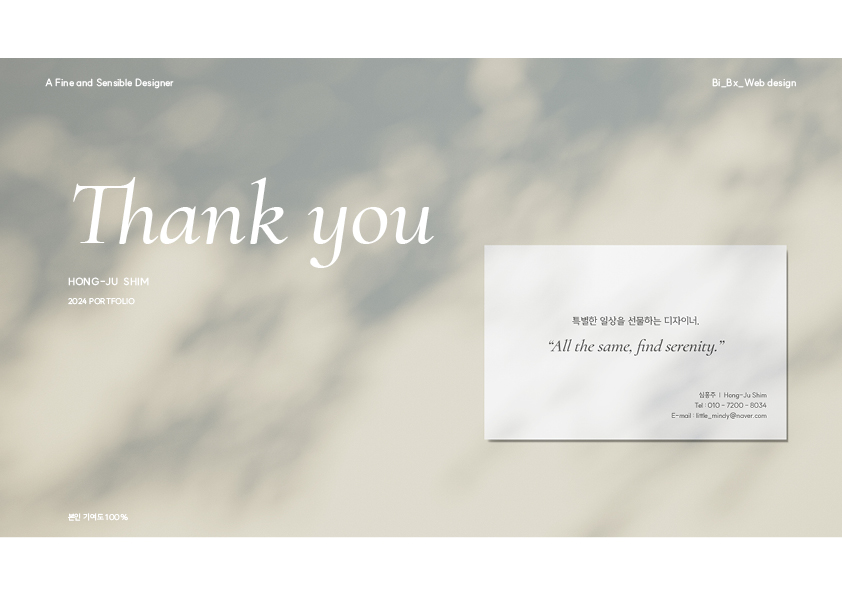 A Fine and Sensible Designer
Bi_Bx_Web design
Thank you
HONG-JU SHIM
2024 PORTFOLIO
특별한 일상을 선물하는 디자이너.
“All the same, find serenity.”
심홍주 ㅣ Hong-Ju Shim
Tel : 010 - 7200 - 8034
E-mail : little_mindy@naver.com
본인 기여도 100%